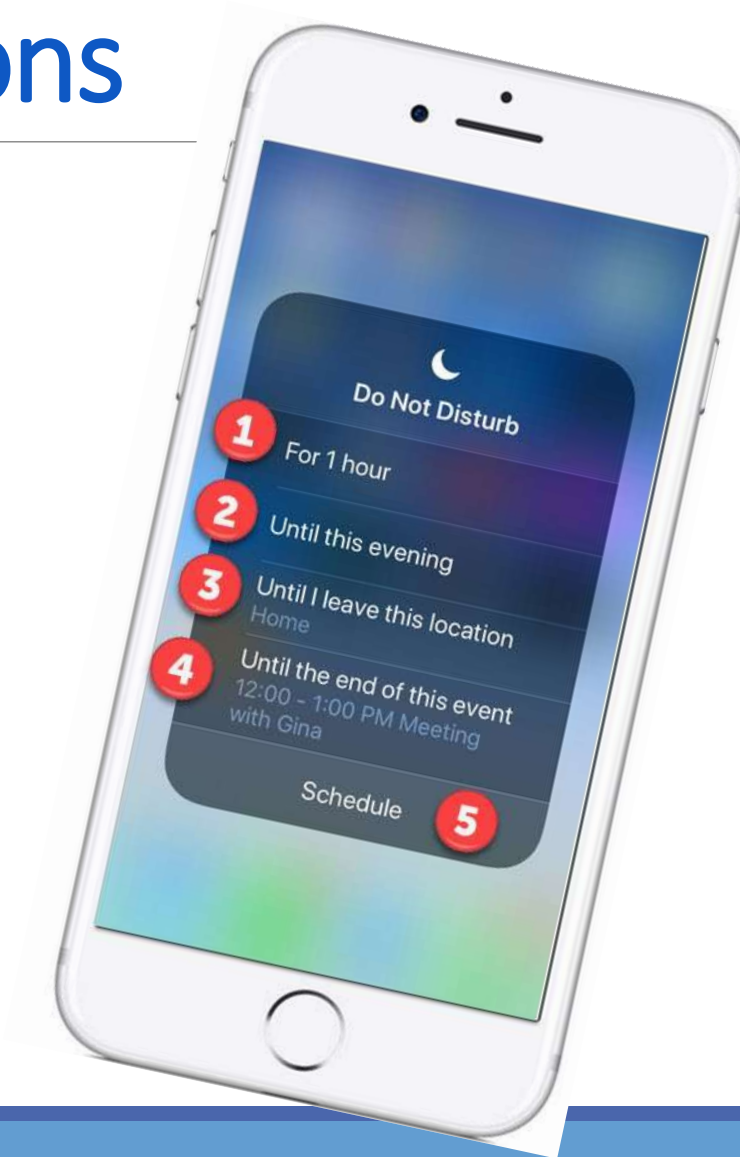 ons
Do Not Disturb
1 For 1 hour
2 Until this evening
3 Until I leave this location
Home
4 Until the end of this event
12:00 - 1:00 PM Meeting
with Gina
Schedule 5